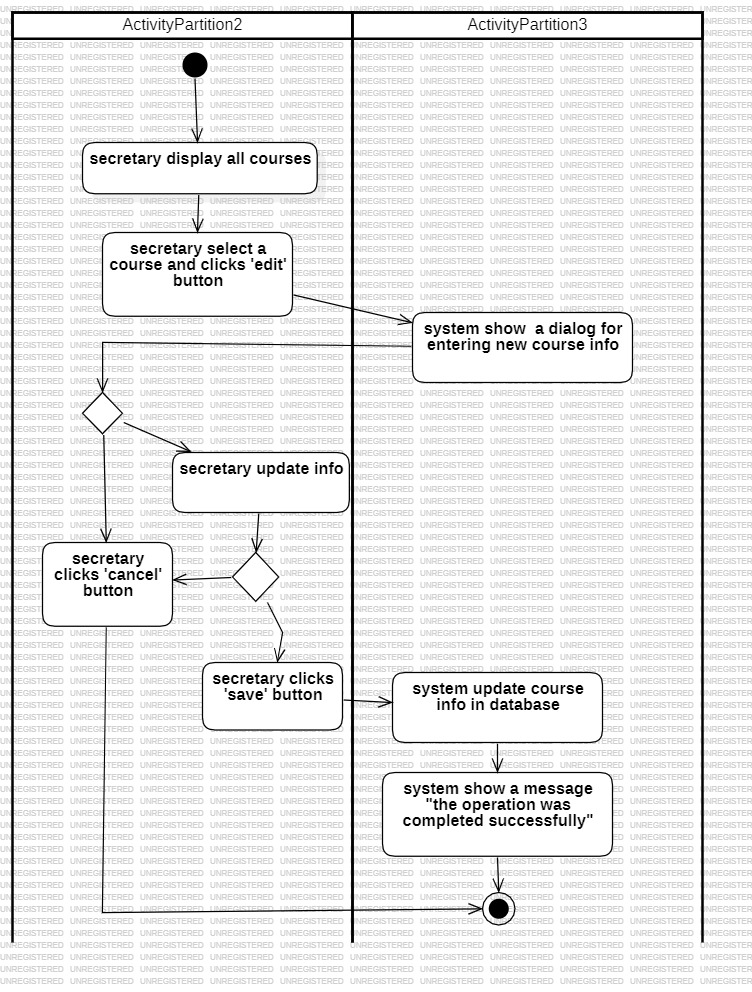 ActivityPartition2
ActivityPartition3
secretary display all courses
secretary select a
course and clicks 'edit'
button
system show  a dialog for
entering new course info
secretary update info
secretary
clicks 'cancel'
button
secretary clicks
'save' button
system update course
info in database
system show a message
"the operation was
completed successfully"
UNREGISTERED